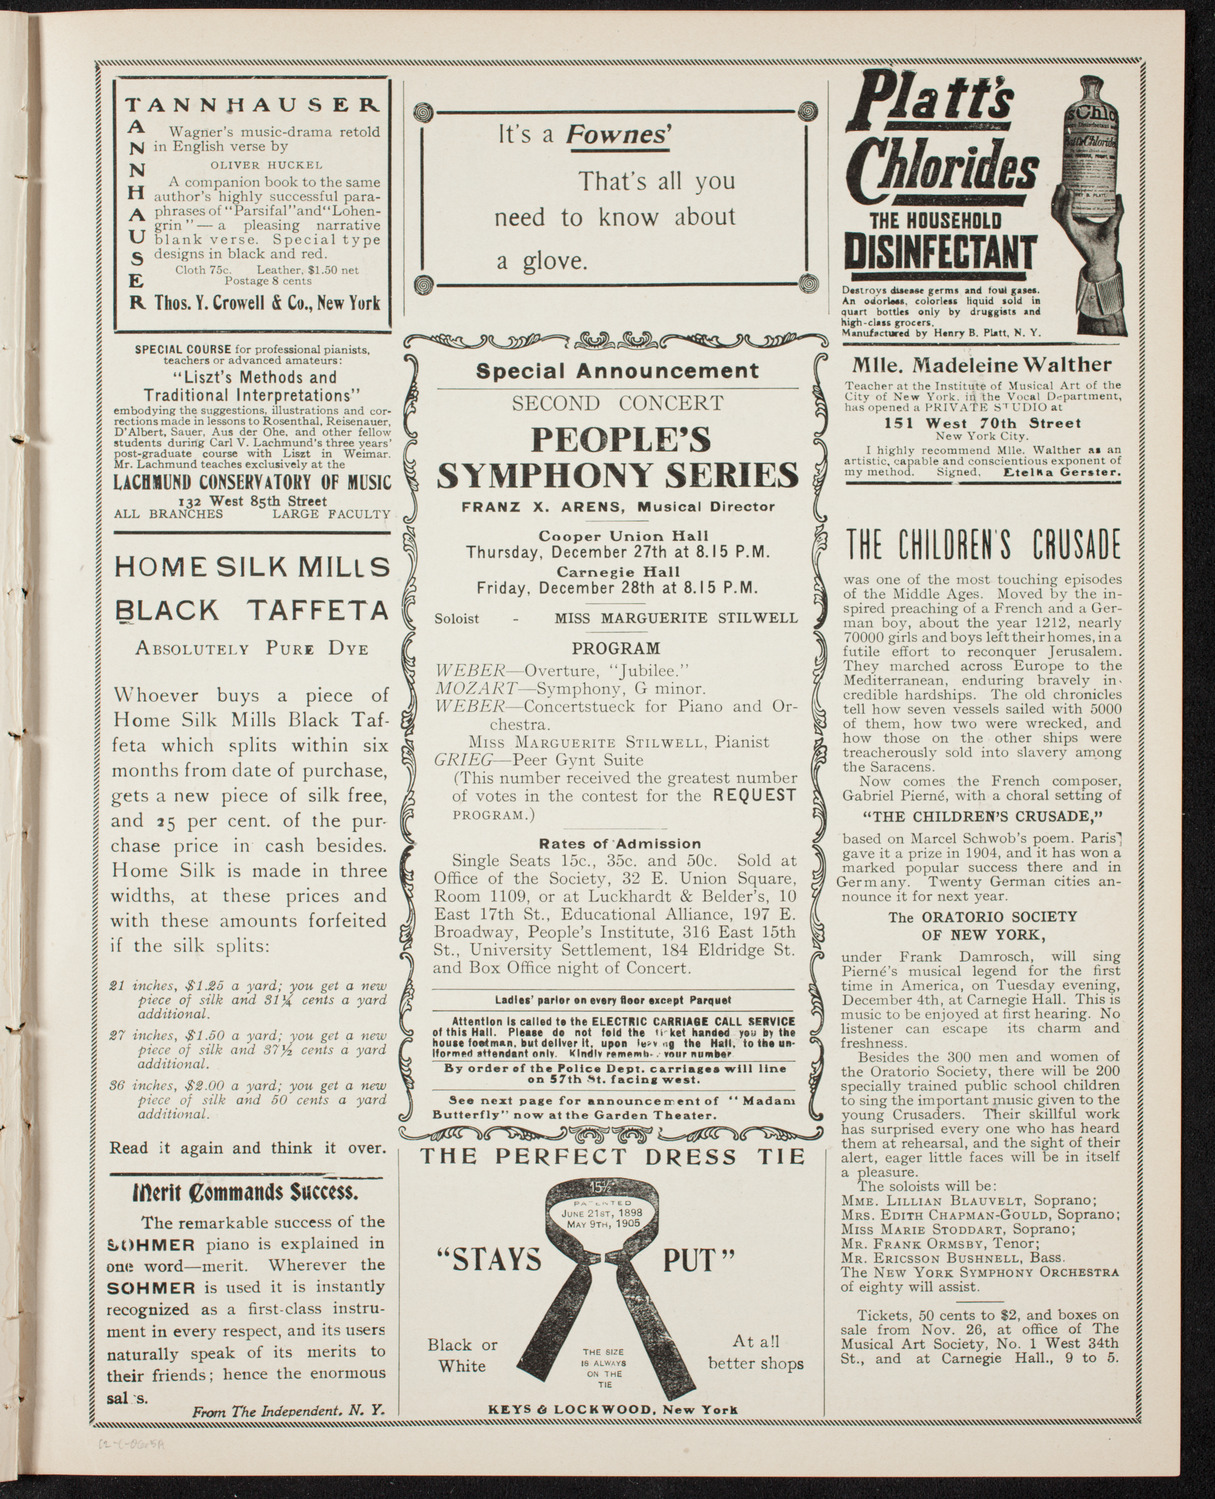 TANNHAUSER
TANNHAUSER
Wagner's music-drama retold
in English verse by
OLIVER HUCKEL
A companion book to the same
author's highly successful para-
phrases of "Parsifal"and"Lohen-
grin"—a pleasing narrative
blank verse. Special type
designs in black and red.
Cloth 75c. Leather, $1.50 net
Postage 8 cents
Thos. Y. Crowell & Co., New York
SPECIAL COURSE for professional pianists,
teachers or advanced amateurs:
"Liszt's Methods and
Traditional Interpretations"
embodying the suggestions, illustrations and cor-
rections made in lessons to Rosenthal, Reisenauer,
D'Albert, Sauer, Aus der Ohe, and other fellow
students during Carl V. Lachmund's three years'
post-graduate course with Liszt in Weimar.
Mr. Lachmund teaches exclusively at the
LACHMUND CONSERVATORY OF MUSIC
132 West 85th Street
ALL BRANCHES LARGE FACULTY
HOME SILK MILLS
BLACK TAFFETA
ABSOLUTELY PURE DYE
Whoever buys a piece of
Home Silk Mills Black Taf-
feta which splits within six
months from date of purchase,
gets a new piece of silk free,
and 25 per cent. of the pur-
chase price in cash besides.
Home Silk is made in three
widths, at these prices and
with these amounts forfeited
if the silk splits:
21 inches, $1.25 a yard; you get a new
piece of silk and 31¼ cents a yard
additional.
27 inches, $1.50 a yard; you get a new
piece of silk and 37½ cents a yard
additional.
36 inches, $2.00 a yard; you get a new
piece of silk and 50 cents a yard
additional.
Read it again and think it over.
Merit Commands Success.
The remarkable success of the
SOHMER piano is explained in
one word—merit. Wherever the
SOHMER is used it is instantly
recognized as a first-class instru-
ment in every respect, and its users
naturally speak of its merits to
their friends; hence the enormous
sal s.
From The Independent, N. Y.
It's a Fownes'
That's all you
need to know about
a glove.
Special Announcement
SECOND CONCERT
PEOPLE'S
SYMPHONY SERIES
FRANZ X. ARENS, Musical Director
Cooper Union Hall
Thursday, December 27th at 8.15 P.M.
Carnegie Hall
Friday, December 28th at 8.15 P.M.
Soloist - MISS MARGUERITE STILWELL
PROGRAM
WEBER—Overture, "Jubilee."
MOZART—Symphony, G minor.
WEBER—Concertstueck for Piano and Or-
chestra.
MISS MARGUERITE STILWELL, Pianist
GRIEG—Peer Gynt Suite
(This number received the greatest number
of votes in the contest for the REQUEST
PROGRAM.)
Rates of Admission
Single Seats 15c., 35c. and 50c. Sold at
Office of the Society, 32 E. Union Square,
Room 1109, or at Luckhardt & Belder's, 10
East 17th St., Educational Alliance, 197 E.
Broadway, People's Institute, 316 East 15th
St., University Settlement, 184 Eldridge St.
and Box Office night of Concert.
Ladies' parlor on every floor except Parquet
Attention is called to the ELECTRIC CARRIAGE CALL SERVICE
of this Hall. Please do not fold the ticket handed you by the
house footman, but deliver it, upon leaving the Hall, to the un-
iformed attendant only. Kindly rememb- your number
By order of the Police Dept. carriages will line
on 57th St. facing west.
See next page for announcement of "Madam
Butterfly" now at the Garden Theater.
THE PERFECT DRESS TIE
15½
PATENTED
JUNE 21ST, 1898
MAY 9TH, 1905
"STAYS PUT"
Black or
White
THE SIZE
IS ALWAYS
ON THE
TIE
At all
better shops
KEYS & LOCKWOOD, New York
Platt's
Chlorides
THE HOUSEHOLD
DISINFECTANT
Destroys disease germs and foul gases.
An odorless, colorless liquid sold in
quart bottles only by druggists and
high-class grocers.
Manufactured by Henry B. Platt, N. Y.
Mlle. Madeleine Walther
Teacher at the Institute of Musical Art of the
City of New York, in the Vocal Department,
has opened a PRIVATE STUDIO at
151 West 70th Street
New York City.
I highly recommend Mlle. Walther as an
artistic, capable and conscientious exponent of
my method. Signed, Etelka Gerster.
THE CHILDREN'S CRUSADE
was one of the most touching episodes
of the Middle Ages. Moved by the in-
spired preaching of a French and a Ger-
man boy, about the year 1212, nearly
70000 girls and boys left their homes, in a
futile effort to reconquer Jerusalem.
They marched across Europe to the
Mediterranean, enduring bravely in-
credible hardships. The old chronicles
tell how seven vessels sailed with 5000
of them, how two were wrecked, and
how those on the other ships were
treacherously sold into slavery among
the Saracens.
Now comes the French composer,
Gabriel Pierné, with a choral setting of
"THE CHILDREN'S CRUSADE,"
based on Marcel Schwob's poem. Paris
gave it a prize in 1904, and it has won a
marked popular success there and in
Germany. Twenty German cities an-
nounce it for next year.
The ORATORIO SOCIETY
OF NEW YORK,
under Frank Damrosch, will sing
Pierné's musical legend for the first
time in America, on Tuesday evening,
December 4th, at Carnegie Hall. This is
music to be enjoyed at first hearing. No
listener can escape its charm and
freshness.
Besides the 300 men and women of
the Oratorio Society, there will be 200
specially trained public school children
to sing the important music given to the
young Crusaders. Their skillful work
has surprised every one who has heard
them at rehearsal, and the sight of their
alert, eager little faces will be in itself
a pleasure.
The soloists will be:
MME. LILLIAN BLAUVELT, Soprano;
MRS. EDITH CHAPMAN-GOULD, Soprano;
MISS MARIE STODDART, Soprano;
MR. FRANK ORMSBY, Tenor;
MR. ERICSSON BUSHNELL, Bass.
The NEW YORK SYMPHONY ORCHESTRA
of eighty will assist.
Tickets, 50 cents to $2, and boxes on
sale from Nov. 26, at office of The
Musical Art Society, No. 1 West 34th
St., and at Carnegie Hall., 9 to 5.